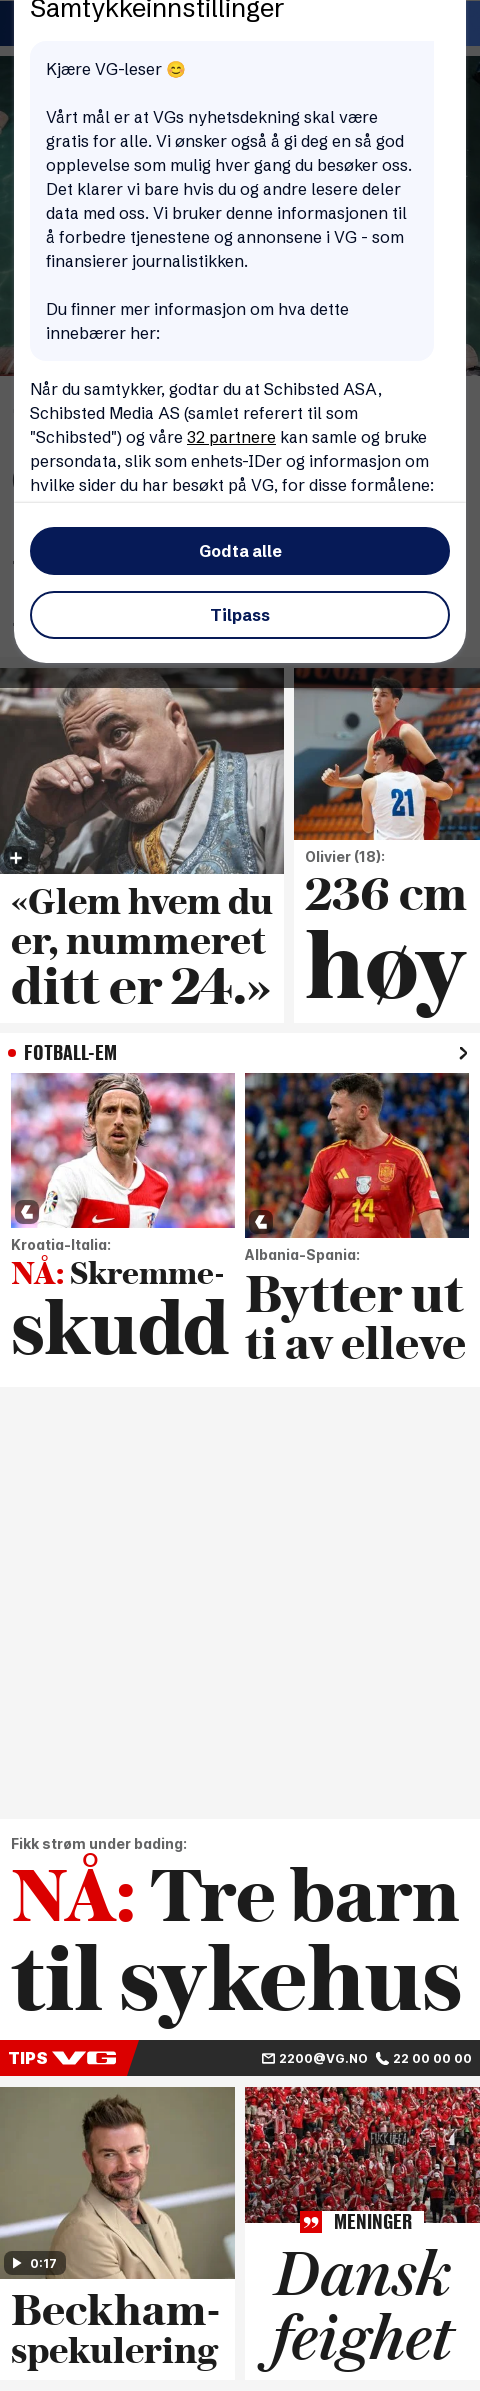 Samtykkeinnstillinger
Kjære VG-leser 😊
Vårt mål er at VGs nyhetsdekning skal være
gratis for alle. Vi ønsker også å gi deg en så god
opplevelse som mulig hver gang du besøker oss.
Det klarer vi bare hvis du og andre lesere deler
data med oss. Vi bruker denne informasjonen til
å forbedre tjenestene og annonsene i VG - som
finansierer journalistikken.
Du finner mer informasjon om hva dette
innebærer her:
Når du samtykker, godtar du at Schibsted ASA,
Schibsted Media AS (samlet referert til som
"Schibsted") og våre 32 partnere kan samle og bruke
persondata, slik som enhets-IDer og informasjon om
hvilke sider du har besøkt på VG, for disse formålene:
Godta alle
Tilpass
21
«Glem hvem du
er, nummeret
ditt er 24.»
Olivier (18):
236 cm
høy
FOTBALL-EM
14
Kroatia-Italia:
NÅ: Skremme-
skudd
Albania-Spania:
Bytter ut
ti av elleve
Fikk strøm under bading:
NÅ: Tre barn
til sykehus
TIPS VG
2200@VG.NO
22 00 00 00
0:17
Beckham-
spekulering
MENINGER
Dansk
feighet